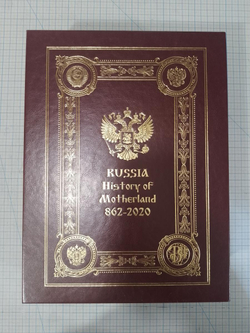 RUSSIA
History of
Motherland
862-2020